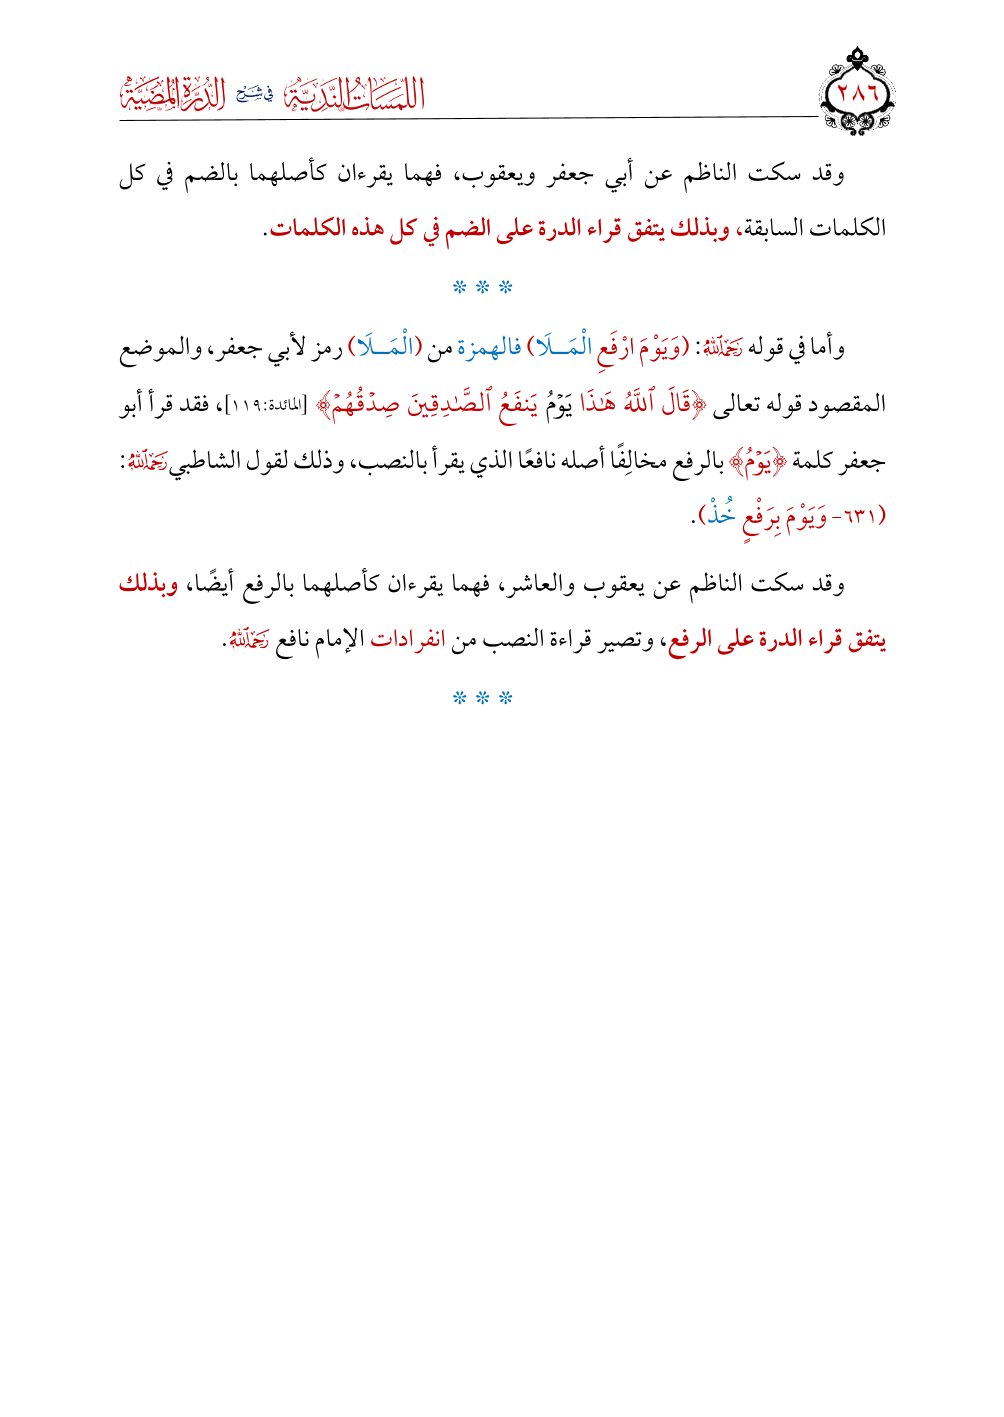 ٢٨٦
اللمسات الندية في شرح الدرة المضية
وقد سكت الناظم عن أبي جعفر ويعقوب، فهما يقرءان كأصلهما بالضم في كل
الكلمات السابقة، وبذلك يتفق قراء الدرة على الضم في كل هذه الكلمات.
* * *
وأما في قوله رَحِمَهُ ٱللَّهُ: (وَيَوْمَ ارْفَعِ الْمَــلَا) فالهمزة من (الْمَــلَا) رمز لأبي جعفر، والموضع
المقصود قوله تعالى ﴿قَالَ ٱللَّهُ هَٰذَا يَوْمُ يَنفَعُ ٱلصَّٰدِقِينَ صِدْقُهُمْ﴾ [المائدة:١١٩]، فقد قرأ أبو
جعفر كلمة ﴿يَوْمُ﴾ بالرفع مخالِفًا أصله نافعًا الذي يقرأ بالنصب، وذلك لقول الشاطبي رَحِمَهُ ٱللَّهُ:
(٦٣١- وَيَوْمَ بِرَفْعٍ خُذْ).
وقد سكت الناظم عن يعقوب والعاشر، فهما يقرءان كأصلهما بالرفع أيضًا، وبذلك
يتفق قراء الدرة على الرفع، وتصير قراءة النصب من انفرادات الإمام نافع رَحِمَهُ ٱللَّهُ.
* * *